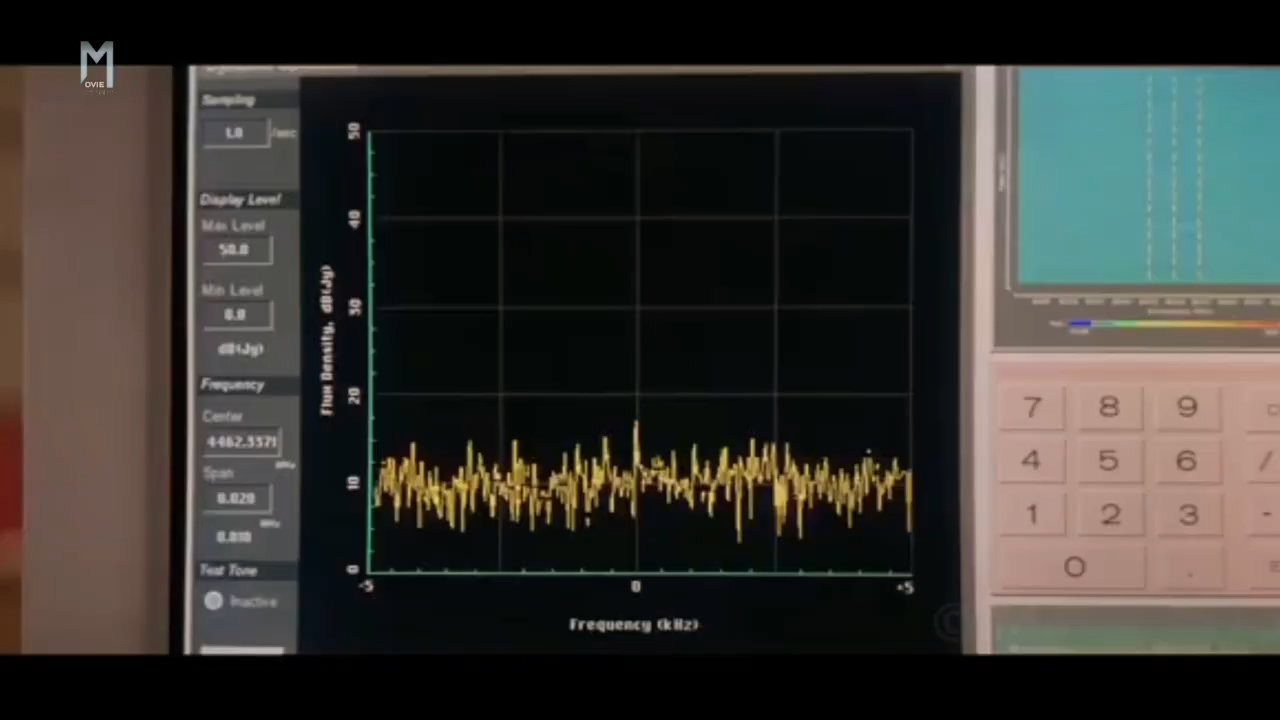 M
OVIE
Sampling
1.0 /sec
Display Level
Max Level
50.0
Min Level
0.0
dB(Jy)
Frequency
Center
4462.3371
MHz
Span
0.020
MHz
0.010
Test Tone
Inactive
50
40
30
20
10
0
Flux Density, dB(Jy)
-5 0 +5
Frequency (kHz)
7 8 9
4 5 6 /
1 2 3 -
0 . =
©